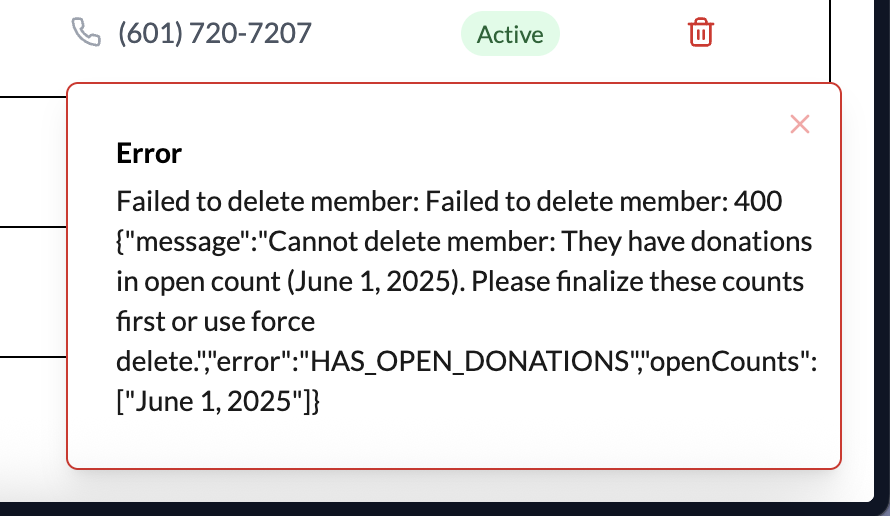 (601) 720-7207 Active
Error
Failed to delete member: Failed to delete member: 400
{"message":"Cannot delete member: They have donations
in open count (June 1, 2025). Please finalize these counts
first or use force
delete.","error":"HAS_OPEN_DONATIONS","openCounts":
["June 1, 2025"]}